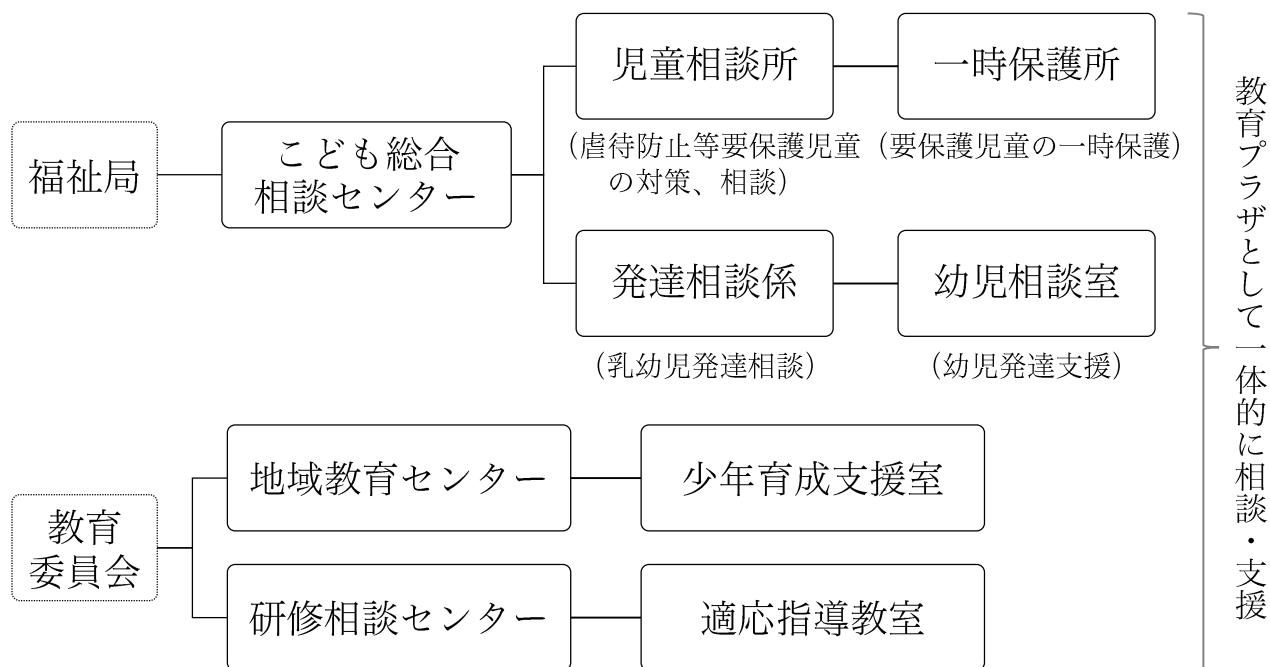 福祉局
こども総合
相談センター
児童相談所
(虐待防止等要保護児童
の対策、相談)
一時保護所
(要保護児童の一時保護)
発達相談係
(乳幼児発達相談)
幼児相談室
(幼児発達支援)
教育
委員会
地域教育センター
少年育成支援室
研修相談センター
適応指導教室
教育プラザとして一体的に相談・支援